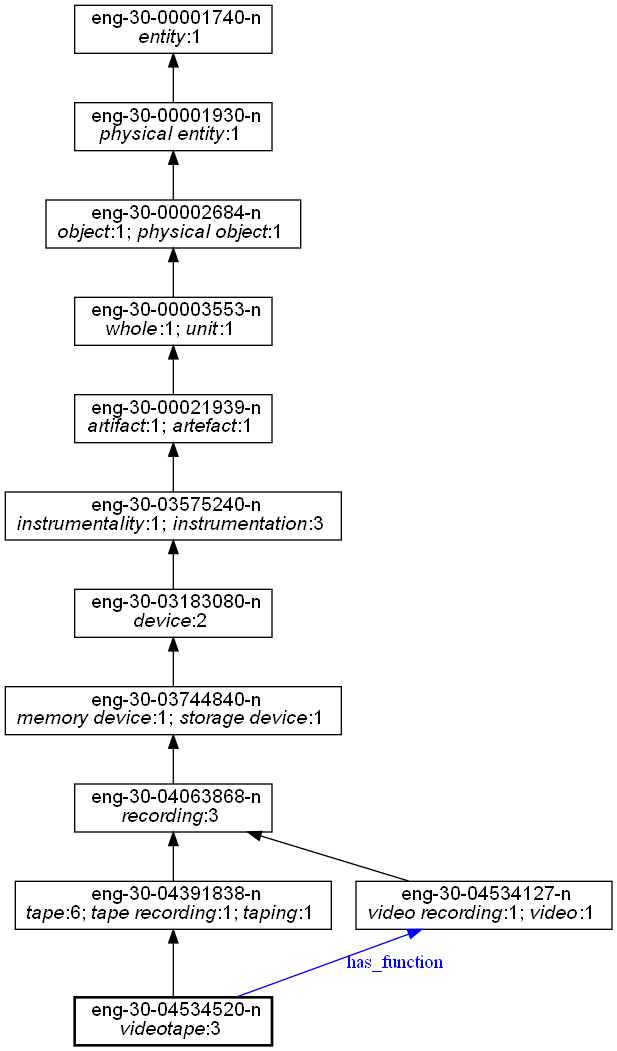 eng-30-00001740-n
entity:1
eng-30-00001930-n
physical entity:1
eng-30-00002684-n
object:1; physical object:1
eng-30-00003553-n
whole:1; unit:1
eng-30-00021939-n
artifact:1; artefact:1
eng-30-03575240-n
instrumentality:1; instrumentation:3
eng-30-03183080-n
device:2
eng-30-03744840-n
memory device:1; storage device:1
eng-30-04063868-n
recording:3
eng-30-04391838-n
tape:6; tape recording:1; taping:1
eng-30-04534127-n
video recording:1; video:1
has_function
eng-30-04534520-n
videotape:3